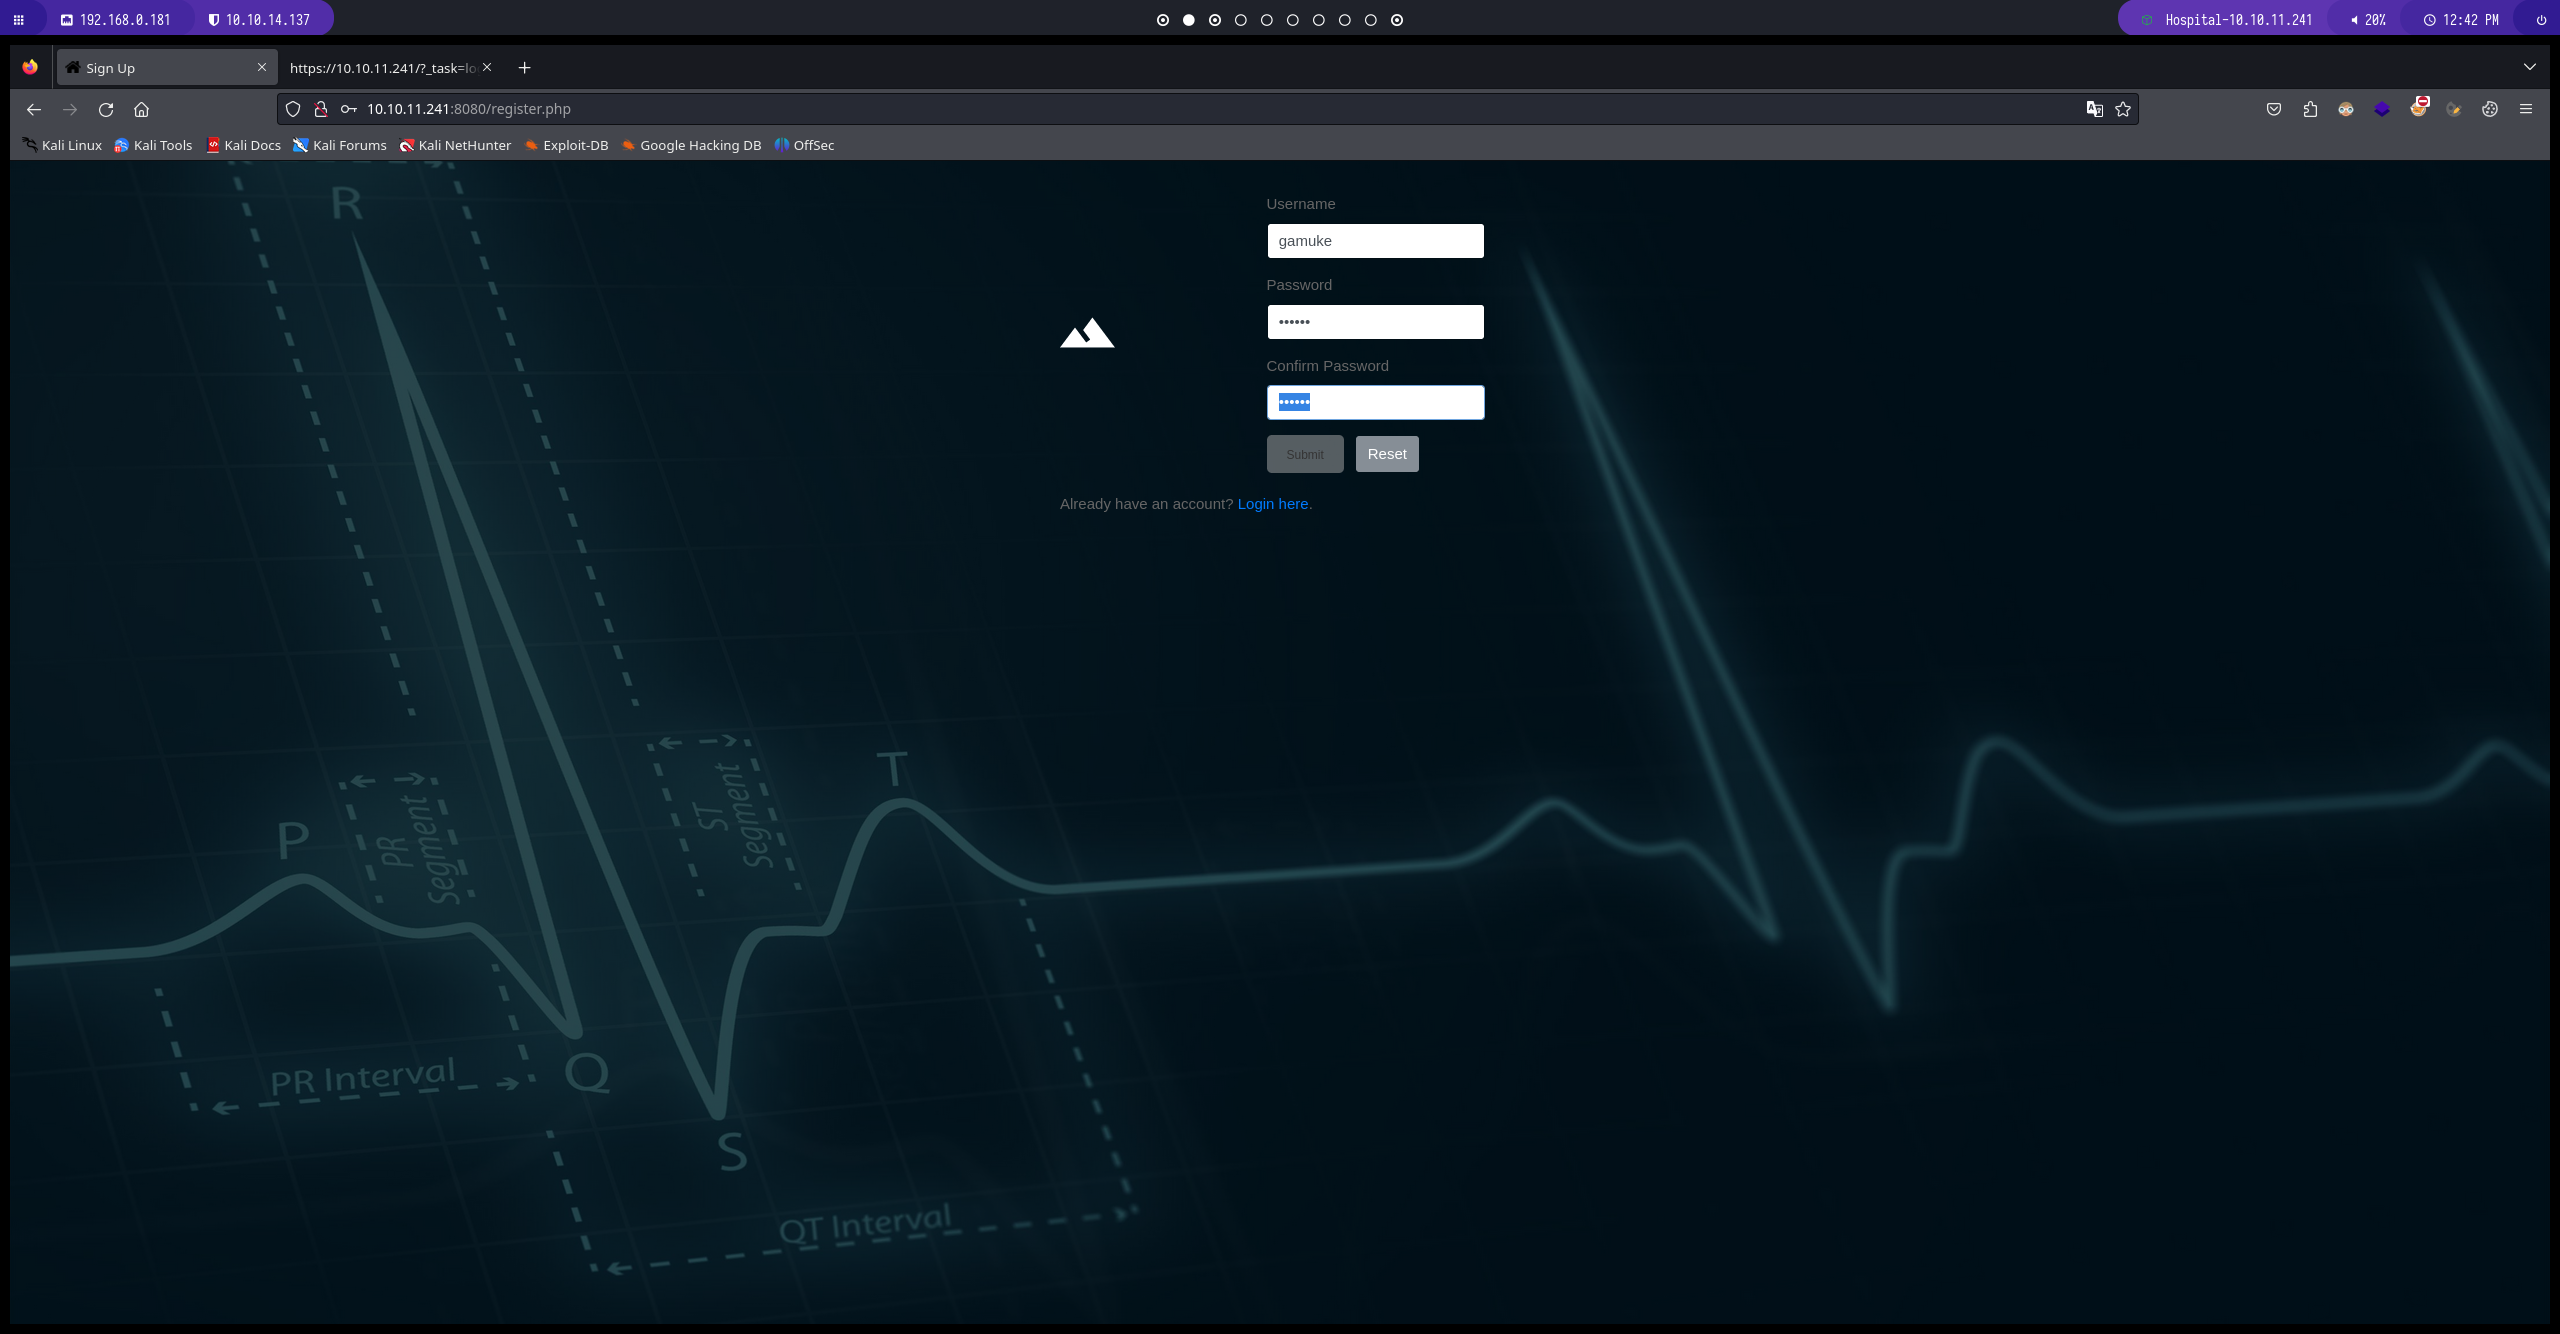 192.168.0.181 10.10.14.137 Hospital-10.10.11.241 20% 12:42 PM
Sign Up https://10.10.11.241/?_task=lo
10.10.11.241:8080/register.php
Kali Linux Kali Tools Kali Docs Kali Forums Kali NetHunter Exploit-DB Google Hacking DB OffSec
Username
gamuke
Password
••••••
Confirm Password
••••••
Submit Reset
Already have an account? Login here.
R
T
P
PR
Segment
ST
Segment
PR Interval
Q
S
QT Interval